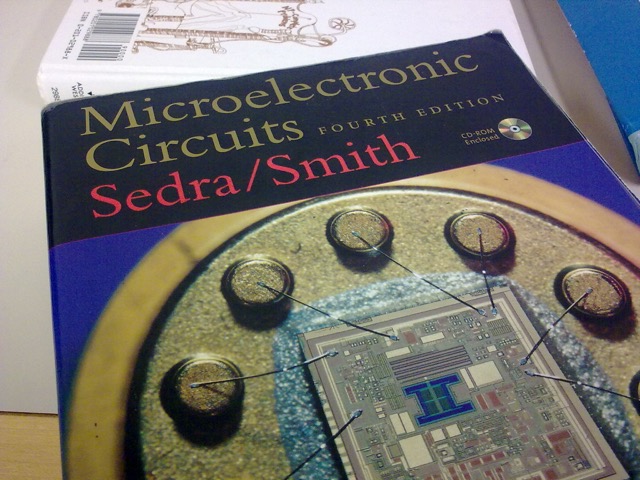 Microelectronic
Circuits FOURTH EDITION
Sedra/Smith
CD-ROM
Enclosed